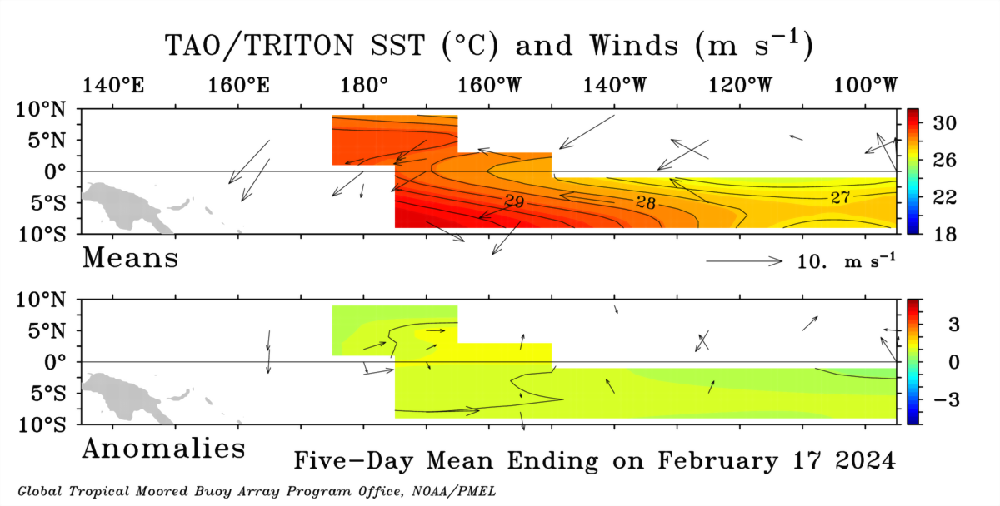 TAO/TRITON SST (°C) and Winds (m s⁻¹)
140°E 160°E 180° 160°W 140°W 120°W 100°W
10°N
5°N
0°
5°S
10°S
29 28 27
30
26
22
18
Means
10. m s⁻¹
10°N
5°N
0°
5°S
10°S
3
0
−3
Anomalies
Five−Day Mean Ending on February 17 2024
Global Tropical Moored Buoy Array Program Office, NOAA/PMEL